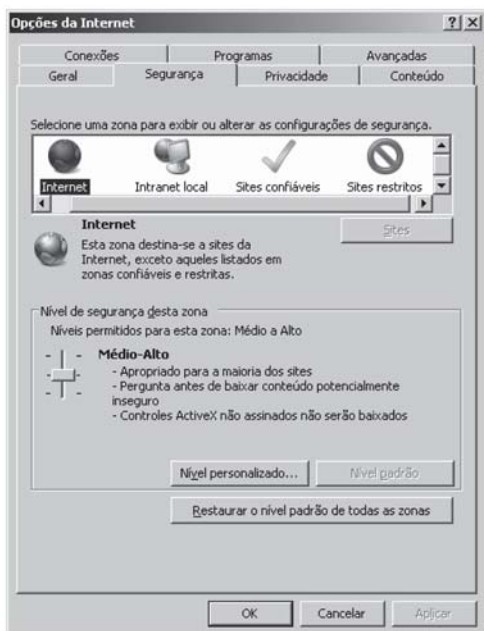 Opções da Internet
Conexões Programas Avançadas
Geral Segurança Privacidade Conteúdo
Selecione uma zona para exibir ou alterar as configurações de segurança.
Internet Intranet local Sites confiáveis Sites restritos
Internet
Sites
Esta zona destina-se a sites da
Internet, exceto aqueles listados em
zonas confiáveis e restritas.
Nível de segurança desta zona
Níveis permitidos para esta zona: Médio a Alto
Médio-Alto
- Apropriado para a maioria dos sites
- Pergunta antes de baixar conteúdo potencialmente
inseguro
- Controles ActiveX não assinados não serão baixados
Nível personalizado... Nível padrão
Restaurar o nível padrão de todas as zonas
OK Cancelar Aplicar